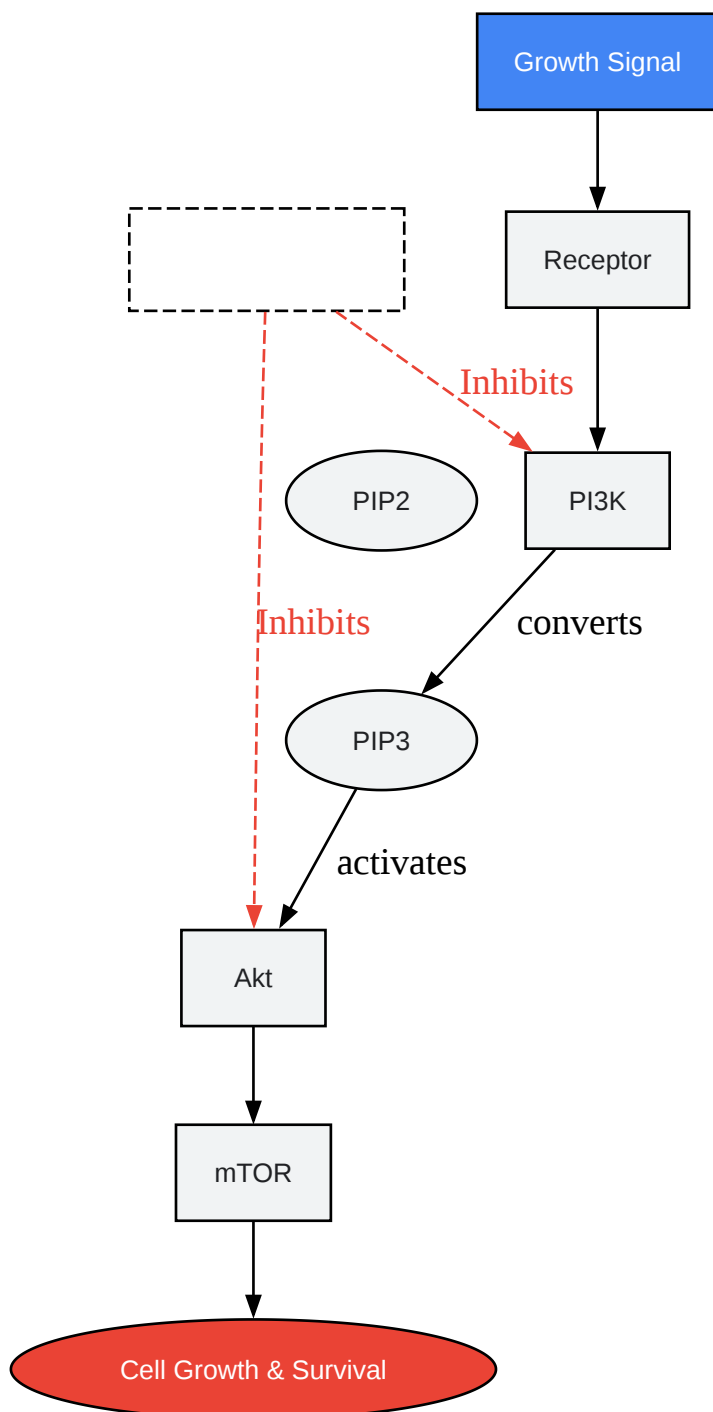 Growth Signal
Receptor
Inhibits
PIP2
PI3K
Inhibits
converts
PIP3
activates
Akt
mTOR
Cell Growth & Survival